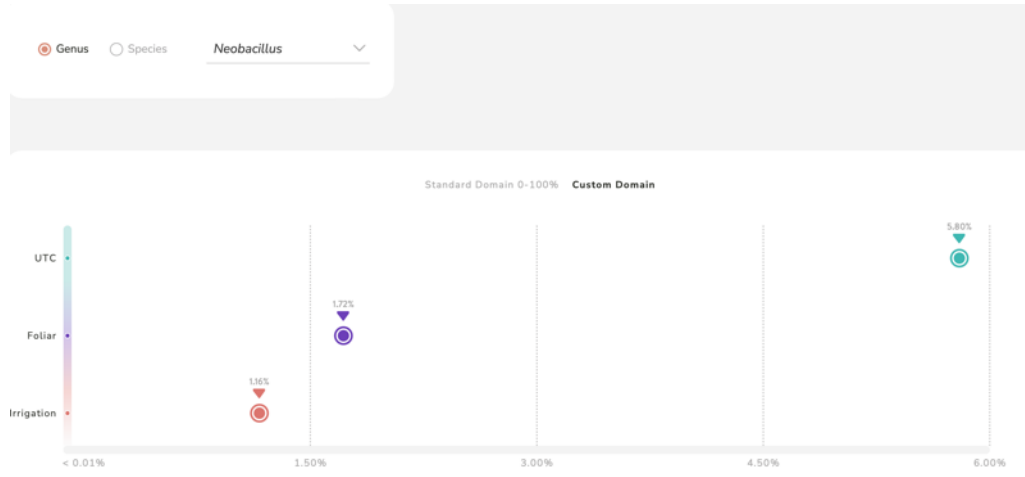 Genus Species Neobacillus
Standard Domain 0-100% Custom Domain
5.80%
UTC
1.72%
Foliar
1.16%
Irrigation
< 0.01% 1.50% 3.00% 4.50% 6.00%